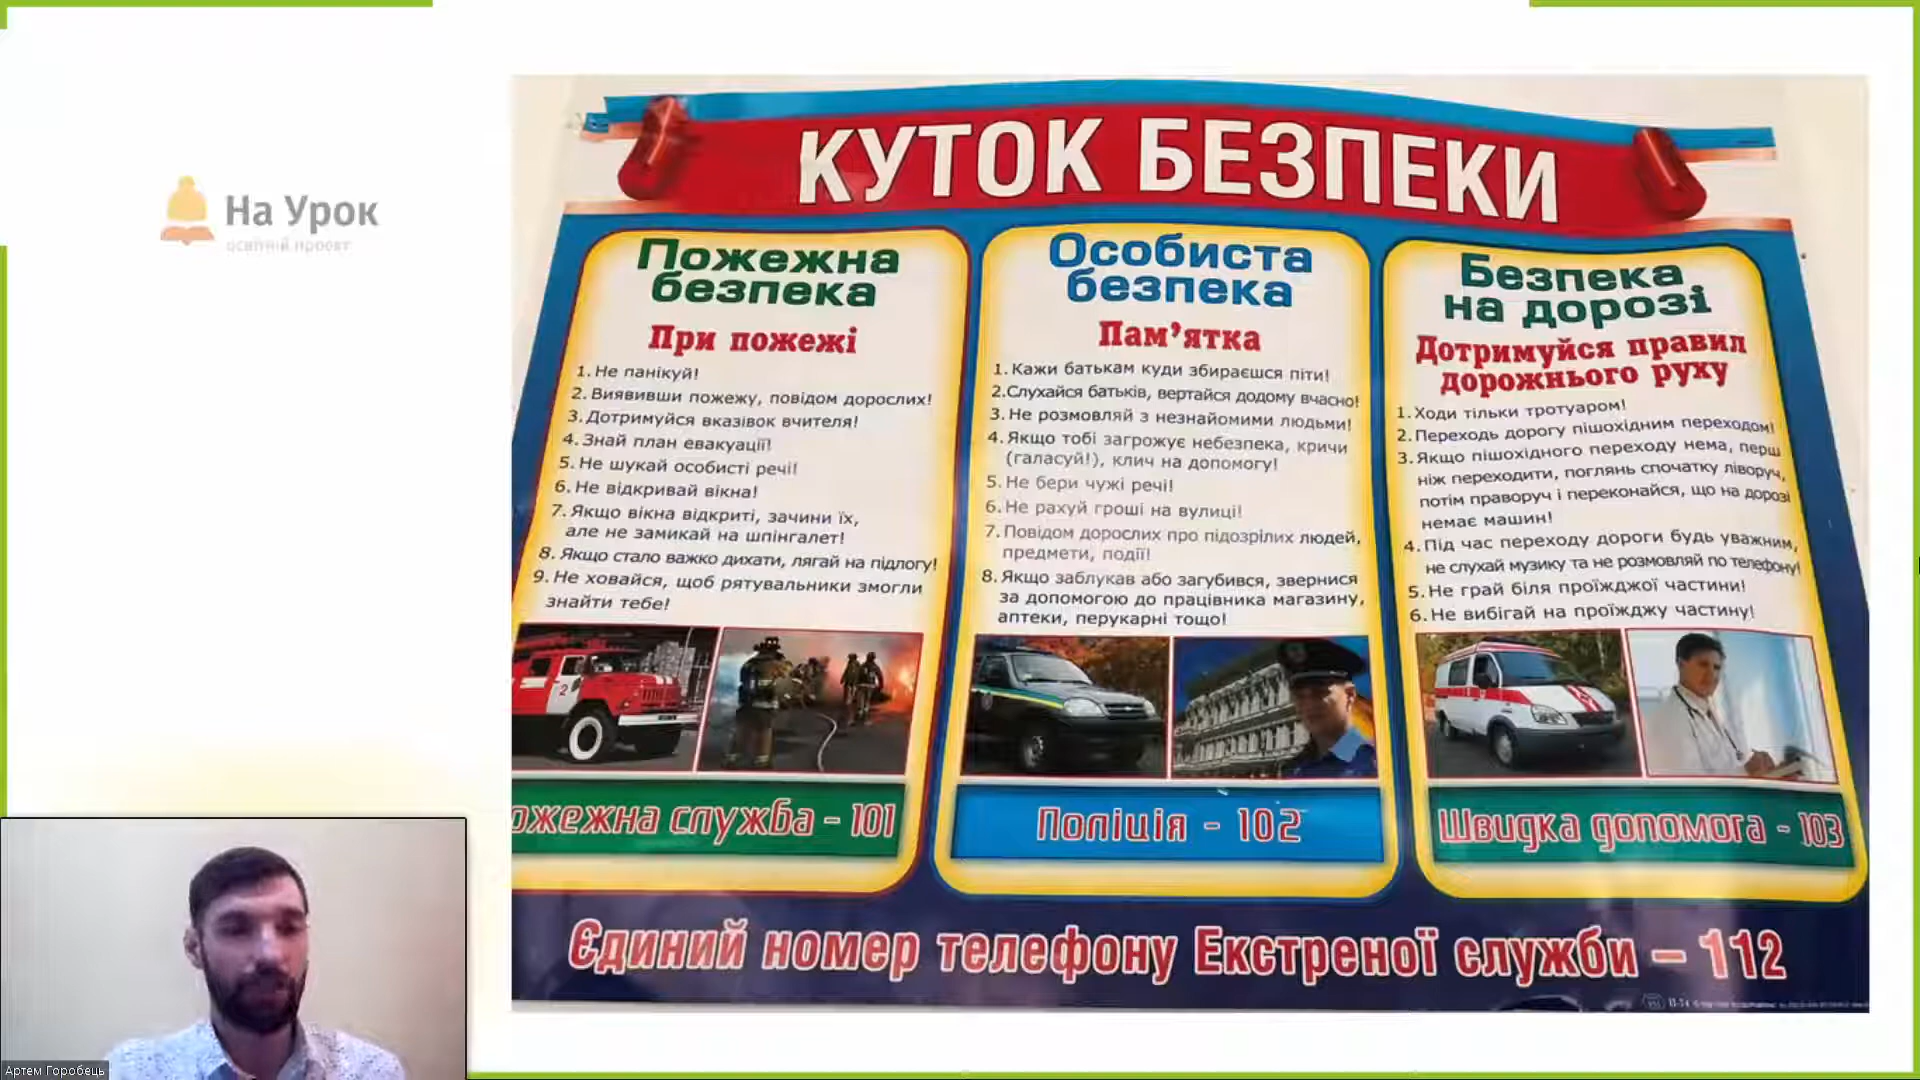 На Урок
освітній проект
КУТОК БЕЗПЕКИ
Пожежна
безпека
При пожежі
1. Не панікуй!
2. Виявивши пожежу, повідом дорослих!
3. Дотримуйся вказівок вчителя!
4. Знай план евакуації!
5. Не шукай особисті речі!
6. Не відкривай вікна!
7. Якщо вікна відкриті, зачини їх,
але не замикай на шпінгалет!
8. Якщо стало важко дихати, лягай на підлогу!
9. Не ховайся, щоб рятувальники змогли
знайти тебе!
2
ожежна служба - 101
Особиста
безпека
Пам'ятка
1. Кажи батькам куди збираєшся піти!
2. Слухайся батьків, вертайся додому вчасно!
3. Не розмовляй з незнайомими людьми!
4. Якщо тобі загрожує небезпека, кричи
(галасуй!), клич на допомогу!
5. Не бери чужі речі!
6. Не рахуй гроші на вулиці!
7. Повідом дорослих про підозрілих людей,
предмети, події!
8. Якщо заблукав або загубився, звернися
за допомогою до працівника магазину,
аптеки, перукарні тощо!
Поліція - 102
Безпека
на дорозі
Дотримуйся правил
дорожнього руху
1. Ходи тільки тротуаром!
2. Переходь дорогу пішохідним переходом!
3. Якщо пішохідного переходу нема, перш
ніж переходити, поглянь спочатку ліворуч,
потім праворуч і переконайся, що на дорозі
немає машин!
4. Під час переходу дороги будь уважним,
не слухай музику та не розмовляй по телефону!
5. Не грай біля проїжджої частини!
6. Не вибігай на проїжджу частину!
Швидка допомога - 103
Єдиний номер телефону Екстреної служби – 112
Артем Горобець